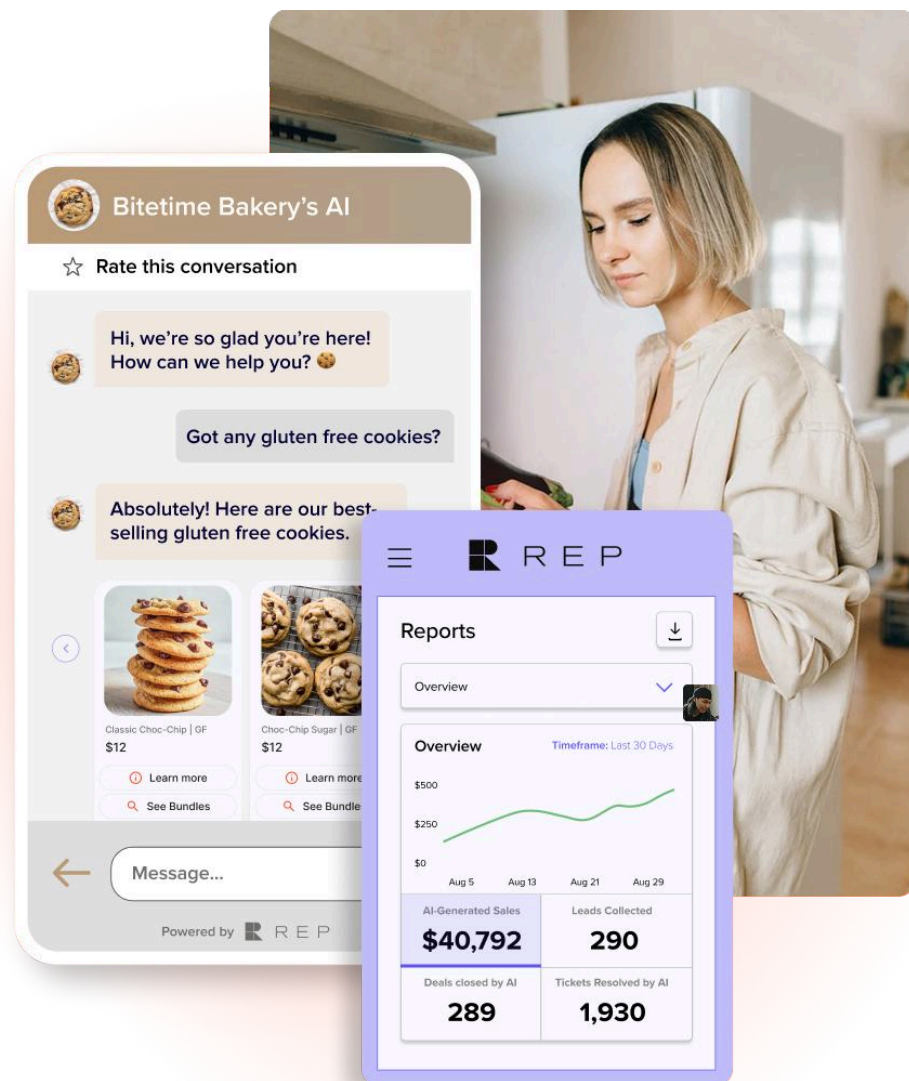 Bitetime Bakery's AI
Rate this conversation
Hi, we're so glad you're here!
How can we help you?
Got any gluten free cookies?
Absolutely! Here are our best-
selling gluten free cookies.
Classic Choc-Chip | GF
$12
Learn more
See Bundles
Choc-Chip Sugar | GF
$12
Learn more
See Bundle
Message...
Powered by REP
REP
Reports
Overview
Overview
Timeframe: Last 30 Days
$500
$250
$0
Aug 5 Aug 13 Aug 21 Aug 29
AI-Generated Sales
$40,792
Leads Collected
290
Deals closed by AI
289
Tickets Resolved by AI
1,930